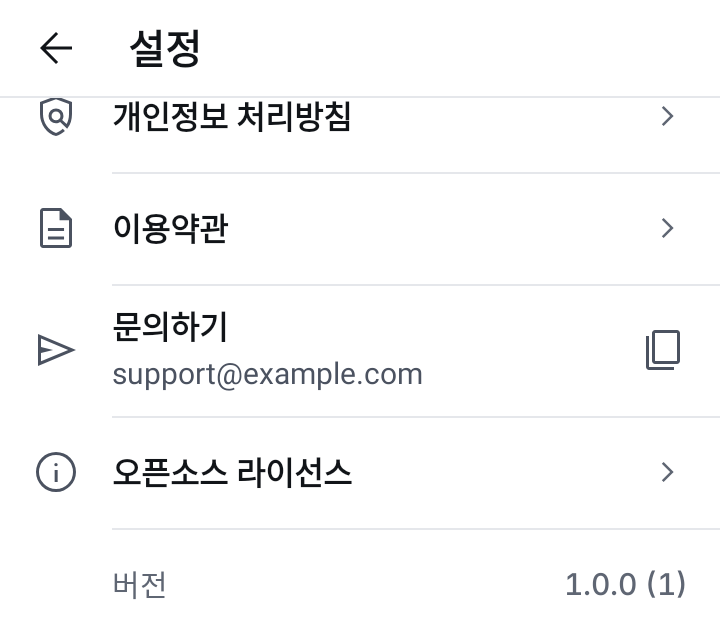 설정
개인정보 처리방침
이용약관
문의하기
support@example.com
오픈소스 라이선스
버전 1.0.0 (1)